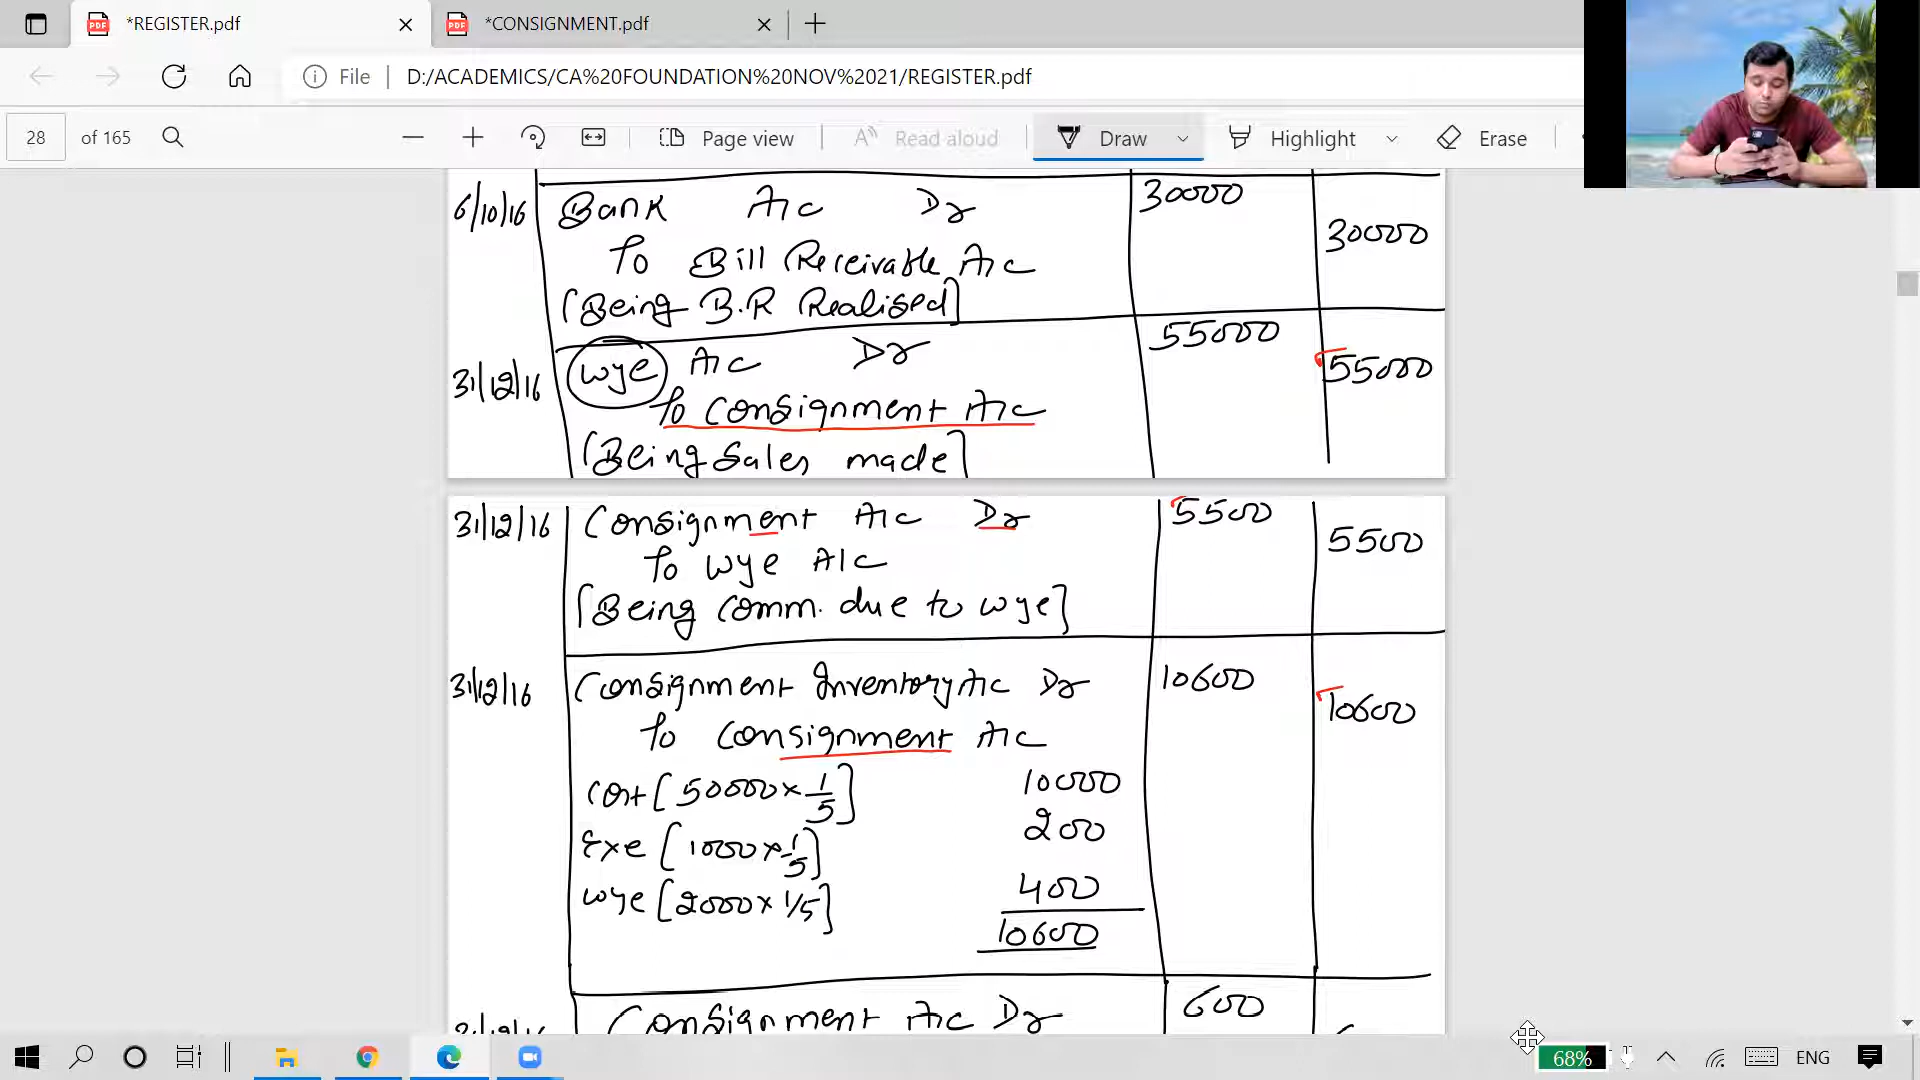 *REGISTER.pdf
*CONSIGNMENT.pdf
File D:/ACADEMICS/CA%20FOUNDATION%20NOV%2021/REGISTER.pdf
28 of 165 Page view Read aloud Draw Highlight Erase
6/10/16 Bank A/c Dr 30000
To Bill Receivable A/c 30000
[Being B.R Realised]
31/12/16 Wye A/c Dr 55000
To Consignment A/c 55000
[Being Sales made]
31/12/16 Consignment A/c Dr 5500
To Wye A/c 5500
[Being Comm. due to Wye]
31/12/16 Consignment Inventory A/c Dr 10600
To Consignment A/c 10600
Cost [50000 × 1/5] 10000
Exe [1000 × 1/5] 200
Wye [2000 × 1/5] 400
10600
Consignment A/c Dr 600
68% ENG